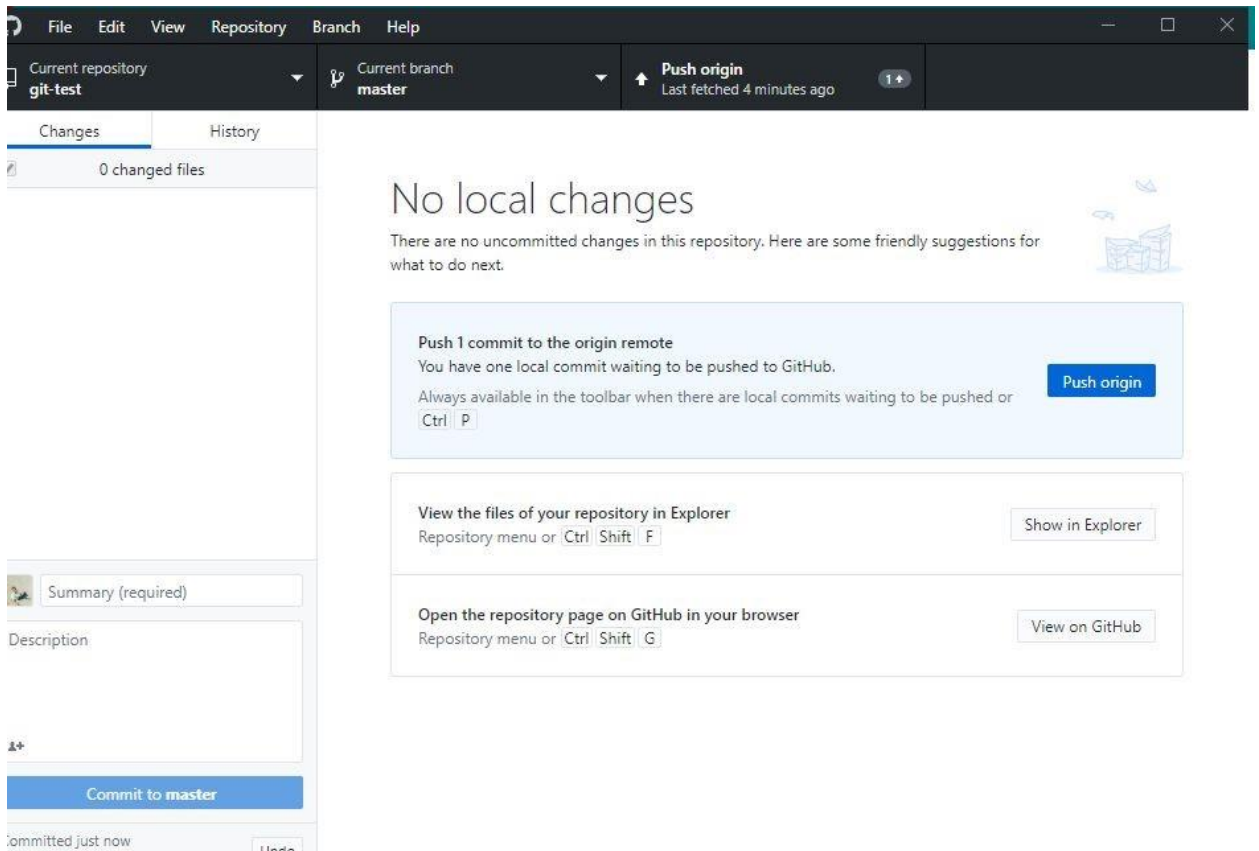 File Edit View Repository Branch Help
Current repository
git-test
Current branch
master
Push origin
Last fetched 4 minutes ago
1
Changes History
0 changed files
No local changes
There are no uncommitted changes in this repository. Here are some friendly suggestions for
what to do next.
Push 1 commit to the origin remote
You have one local commit waiting to be pushed to GitHub.
Always available in the toolbar when there are local commits waiting to be pushed or
Ctrl P
Push origin
View the files of your repository in Explorer
Repository menu or Ctrl Shift F
Show in Explorer
Open the repository page on GitHub in your browser
Repository menu or Ctrl Shift G
View on GitHub
Summary (required)
Description
Commit to master
Committed just now
Undo